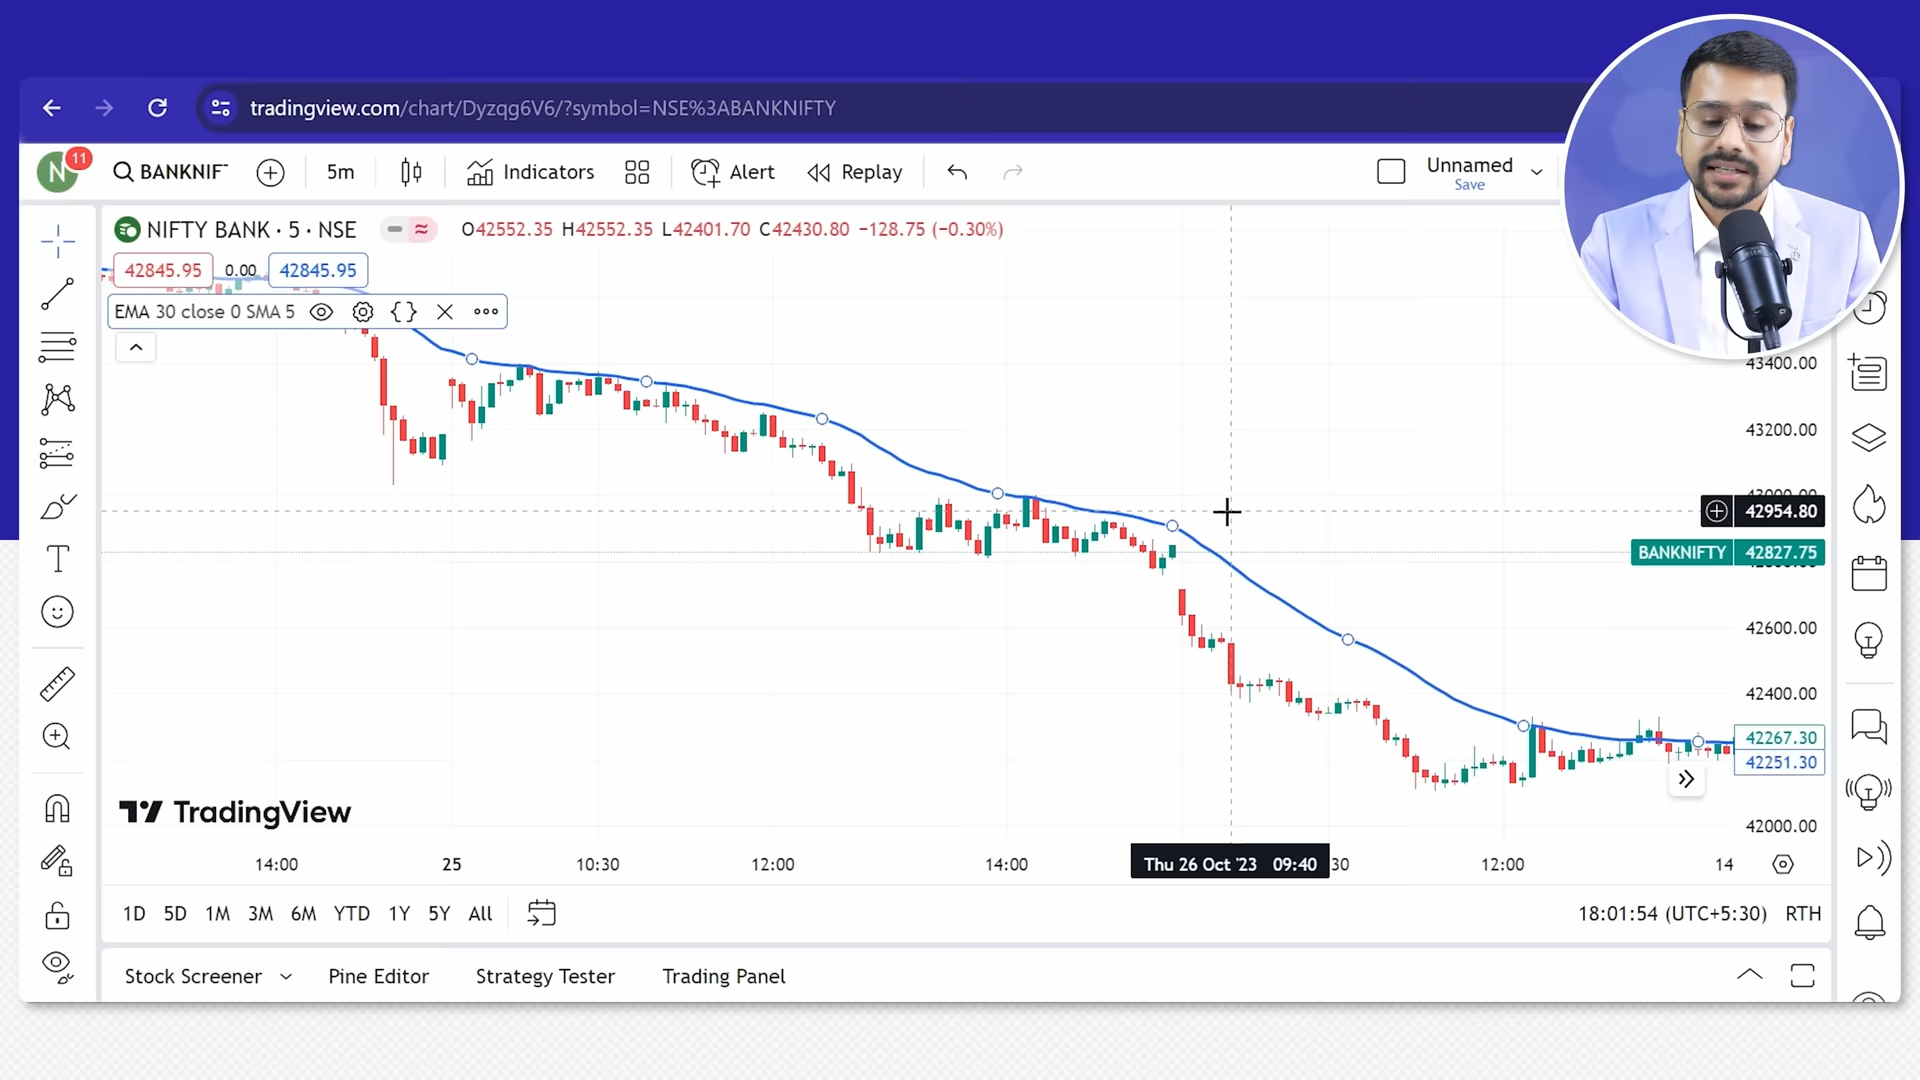 tradingview.com/chart/Dyzqg6V6/?symbol=NSE%3ABANKNIFTY
N 11 BANKNIF 5m Indicators Alert Replay Unnamed
Save
NIFTY BANK · 5 · NSE O42552.35 H42552.35 L42401.70 C42430.80 −128.75 (−0.30%)
42845.95 0.00 42845.95
EMA 30 close 0 SMA 5
43400.00
43200.00
43000.00
42954.80
BANKNIFTY 42827.75
42600.00
42400.00
42267.30
42251.30
42000.00
TradingView
14:00 25 10:30 12:00 14:00 Thu 26 Oct '23 09:40 30 12:00 14
1D 5D 1M 3M 6M YTD 1Y 5Y All 18:01:54 (UTC+5:30) RTH
Stock Screener Pine Editor Strategy Tester Trading Panel